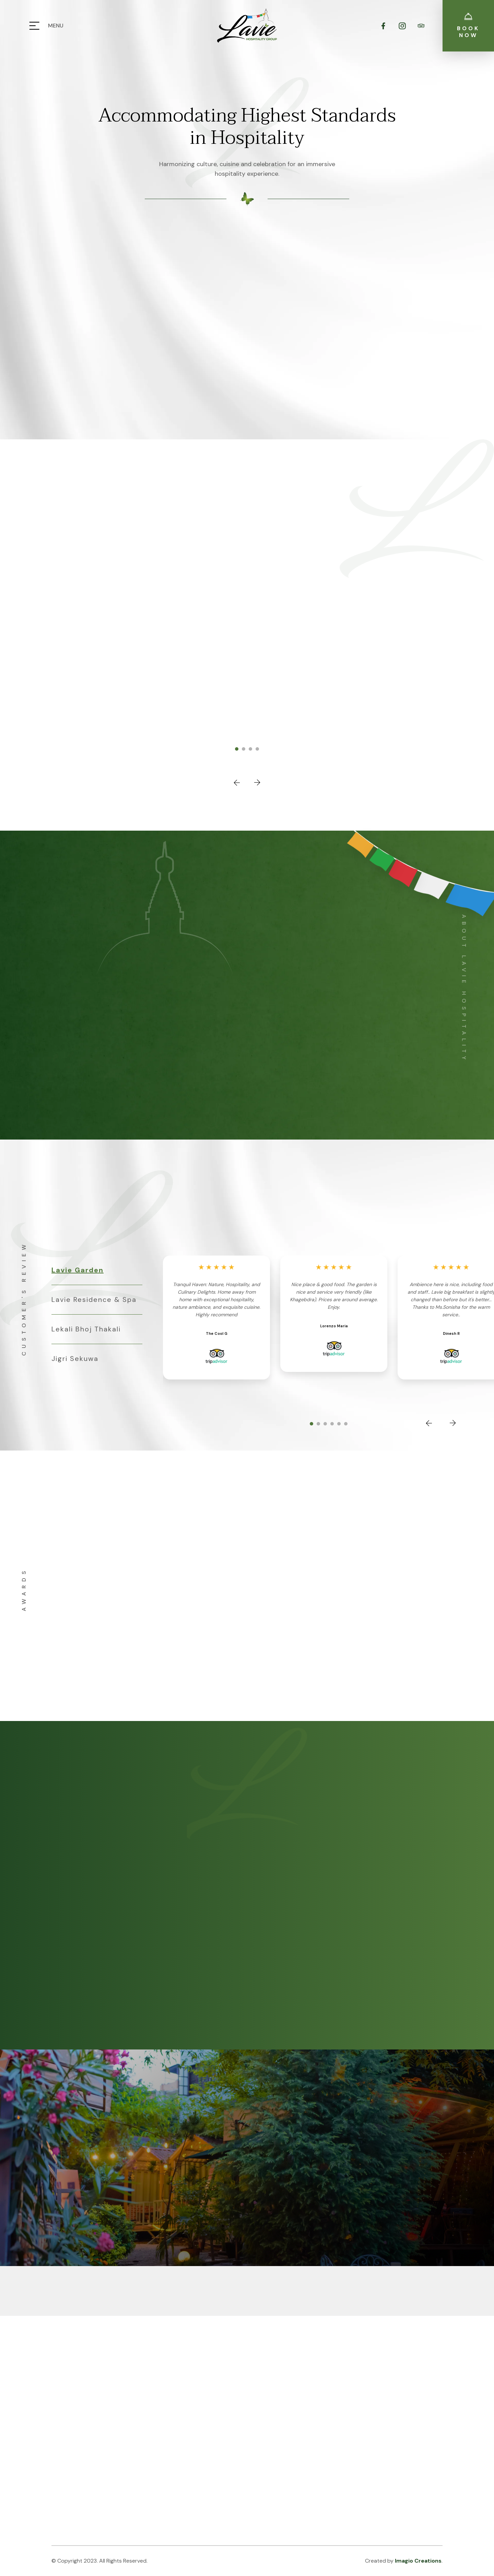 MENU
Lavie
HOSPITALITY GROUP
BOOK
NOW
Accommodating Highest Standards
in Hospitality
Harmonizing culture, cuisine and celebration for an immersive
hospitality experience.
ABOUT LAVIE HOSPITALITY
CUSTOMER'S REVIEW
Lavie Garden
Lavie Residence & Spa
Lekali Bhoj Thakali
Jigri Sekuwa
Tranquil Haven: Nature, Hospitality, and
Culinary Delights. Home away from
home with exceptional hospitality,
nature ambiance, and exquisite cuisine.
Highly recommend
The Cool G
tripadvisor
Nice place & good food. The garden is
nice and service very friendly (like
Khagebdra). Prices are around average.
Enjoy.
Lorenzo Maria
tripadvisor
Ambience here is nice, including food
and staff.. Lavie bg breakfast is slightly
changed than before but it's better..
Thanks to Ms.Sonisha for the warm
service..
Dinesh R
tripadvisor
AWARDS
© Copyright 2023. All Rights Reserved.
Created by Imagio Creations.